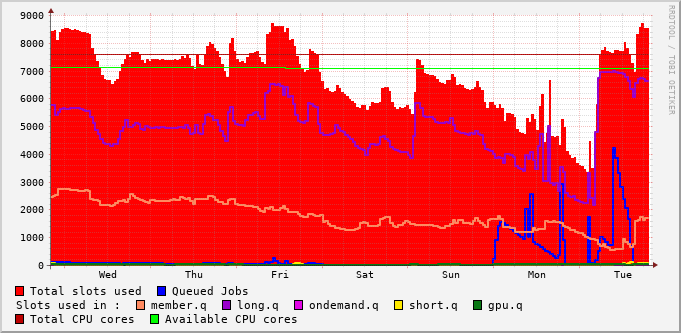 9000
8000
7000
6000
5000
4000
3000
2000
1000
0
Wed Thu Fri Sat Sun Mon Tue
RRDTOOL / TOBI OETIKER
Total slots used Queued Jobs
Slots used in : member.q long.q ondemand.q short.q gpu.q
Total CPU cores Available CPU cores